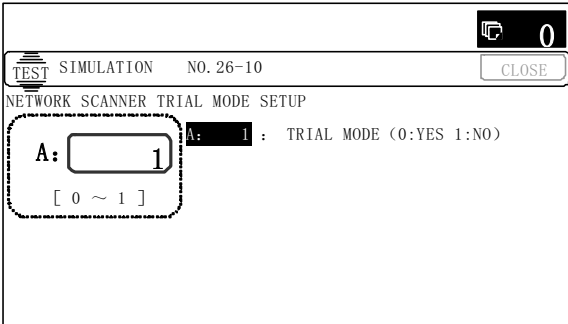 0
TEST SIMULATION NO.26-10 CLOSE
NETWORK SCANNER TRIAL MODE SETUP
A: 1 : TRIAL MODE (0:YES 1:NO)
A: 1
[ 0 ~ 1 ]